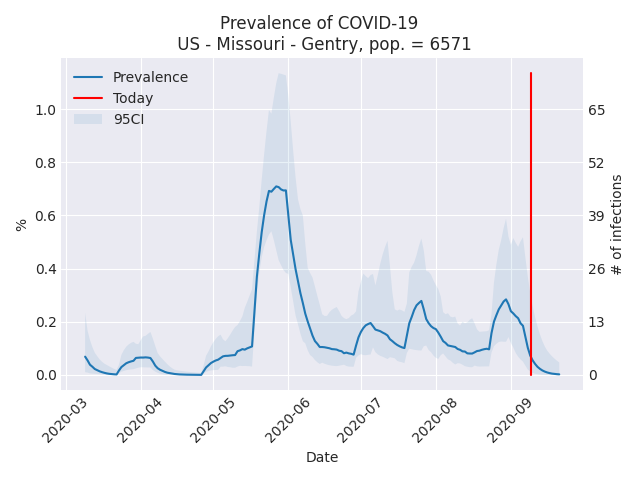 Prevalence of COVID-19
US - Missouri - Gentry, pop. = 6571
Prevalence
Today
95CI
%
1.0
0.8
0.6
0.4
0.2
0.0
# of infections
65
52
39
26
13
0
2020-03
2020-04
2020-05
2020-06
2020-07
2020-08
2020-09
Date